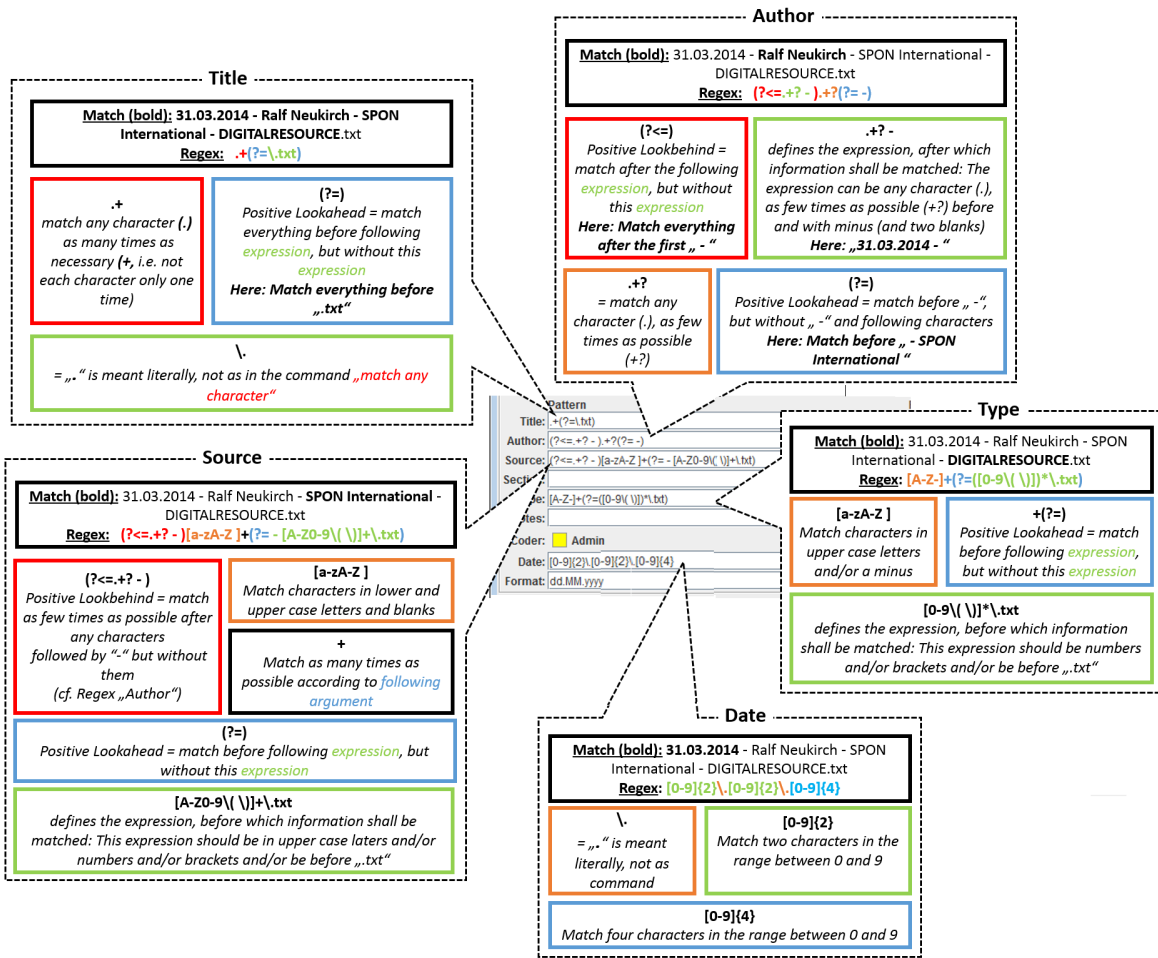 Title
Match (bold): 31.03.2014 - Ralf Neukirch - SPON
International - DIGITALRESOURCE.txt
Regex: .+(?=\.txt)
.+
match any character (.)
as many times as
necessary (+, i.e. not
each character only one
time)
(?=)
Positive Lookahead = match
everything before following
expression, but without this
expression
Here: Match everything before
„.txt“
\.
= „.“ is meant literally, not as in the command „match any
character“
Author
Match (bold): 31.03.2014 - Ralf Neukirch - SPON International -
DIGITALRESOURCE.txt
Regex: (?<=.+? - ).+?(?= -)
(?<=)
Positive Lookbehind =
match after the following
expression, but without
this expression
Here: Match everything
after the first „ - “
.+? -
defines the expression, after which
information shall be matched: The
expression can be any character (.),
as few times as possible (+?) before
and with minus (and two blanks)
Here: „31.03.2014 - “
.+?
= match any
character (.), as few
times as possible
(+?)
(?=)
Positive Lookahead = match before „ -“,
but without „ -“ and following characters
Here: Match before „ - SPON
International “
Pattern
Title: .+(?=\.txt)
Author: (?<=.+? - ).+?(?= -)
Source: (?<=.+? - )[a-zA-Z ]+(?= - [A-Z0-9\( \)]+\.txt)
Secti
e: [A-Z-]+(?=([0-9\( \)])*\.txt)
otes:
Coder: Admin
Date: [0-9]{2}\.[0-9]{2}\.[0-9]{4}
Format: dd.MM.yyyy
Type
Match (bold): 31.03.2014 - Ralf Neukirch - SPON
International - DIGITALRESOURCE.txt
Regex: [A-Z-]+(?=([0-9\( \)])*\.txt)
[a-zA-Z ]
Match characters in
upper case letters
and/or a minus
+(?=)
Positive Lookahead = match
before following expression,
but without this expression
[0-9\( \)]*\.txt
defines the expression, before which information
shall be matched: This expression should be numbers
and/or brackets and/or be before „.txt“
Source
Match (bold): 31.03.2014 - Ralf Neukirch - SPON International -
DIGITALRESOURCE.txt
Regex: (?<=.+? - )[a-zA-Z ]+(?= - [A-Z0-9\( \)]+\.txt)
(?<=.+? - )
Positive Lookbehind = match
as few times as possible after
any characters
followed by “-“ but without
them
(cf. Regex „Author“)
[a-zA-Z ]
Match characters in lower and
upper case letters and blanks
+
Match as many times as
possible according to following
argument
(?=)
Positive Lookahead = match before following expression, but
without this expression
[A-Z0-9\( \)]+\.txt
defines the expression, before which information shall be
matched: This expression should be in upper case laters and/or
numbers and/or brackets and/or be before „.txt“
Date
Match (bold): 31.03.2014 - Ralf Neukirch - SPON
International - DIGITALRESOURCE.txt
Regex: [0-9]{2}\.[0-9]{2}\.[0-9]{4}
\.
= „.“ is meant
literally, not as
command
[0-9]{2}
Match two characters in the
range between 0 and 9
[0-9]{4}
Match four characters in the range between 0 and 9